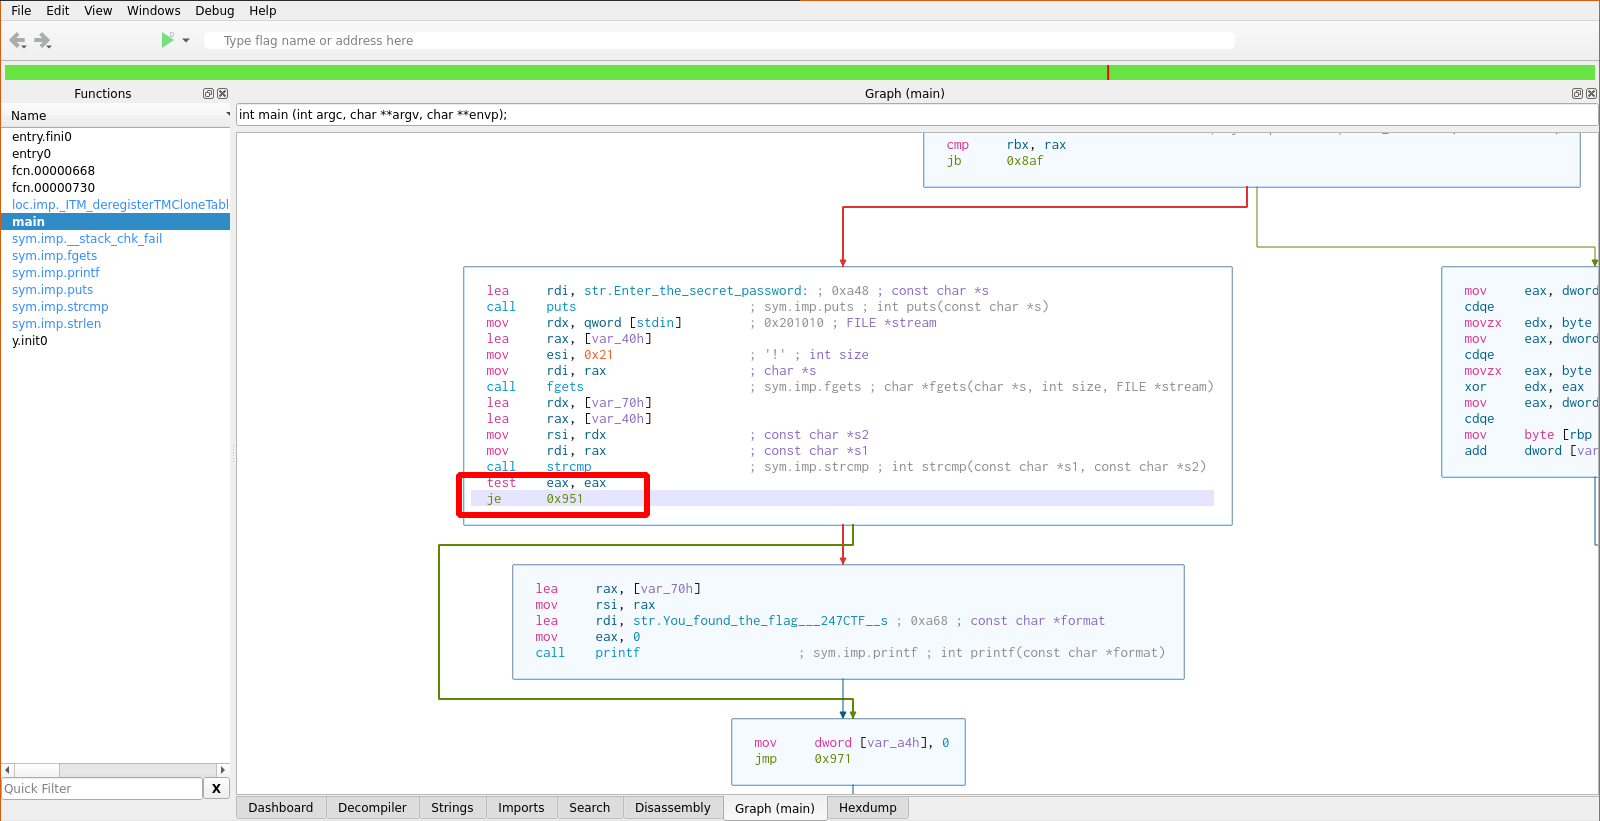 File Edit View Windows Debug Help
Type flag name or address here
Functions
Graph (main)
Name
int main (int argc, char **argv, char **envp);
entry.fini0
entry0
fcn.00000668
fcn.00000730
loc.imp._ITM_deregisterTMCloneTabl
main
sym.imp.__stack_chk_fail
sym.imp.fgets
sym.imp.printf
sym.imp.puts
sym.imp.strcmp
sym.imp.strlen
y.init0
Quick Filter
X
cmp rbx, rax
jb 0x8af
lea rdi, str.Enter_the_secret_password: ; 0xa48 ; const char *s
call puts ; sym.imp.puts ; int puts(const char *s)
mov rdx, qword [stdin] ; 0x201010 ; FILE *stream
lea rax, [var_40h]
mov esi, 0x21 ; '!' ; int size
mov rdi, rax ; char *s
call fgets ; sym.imp.fgets ; char *fgets(char *s, int size, FILE *stream)
lea rdx, [var_70h]
lea rax, [var_40h]
mov rsi, rdx ; const char *s2
mov rdi, rax ; const char *s1
call strcmp ; sym.imp.strcmp ; int strcmp(const char *s1, const char *s2)
test eax, eax
je 0x951
mov eax, dword
cdqe
movzx edx, byte
mov eax, dword
cdqe
movzx eax, byte
xor edx, eax
mov eax, dword
cdqe
mov byte [rbp
add dword [var
lea rax, [var_70h]
mov rsi, rax
lea rdi, str.You_found_the_flag___247CTF__s ; 0xa68 ; const char *format
mov eax, 0
call printf ; sym.imp.printf ; int printf(const char *format)
mov dword [var_a4h], 0
jmp 0x971
Dashboard Decompiler Strings Imports Search Disassembly Graph (main) Hexdump